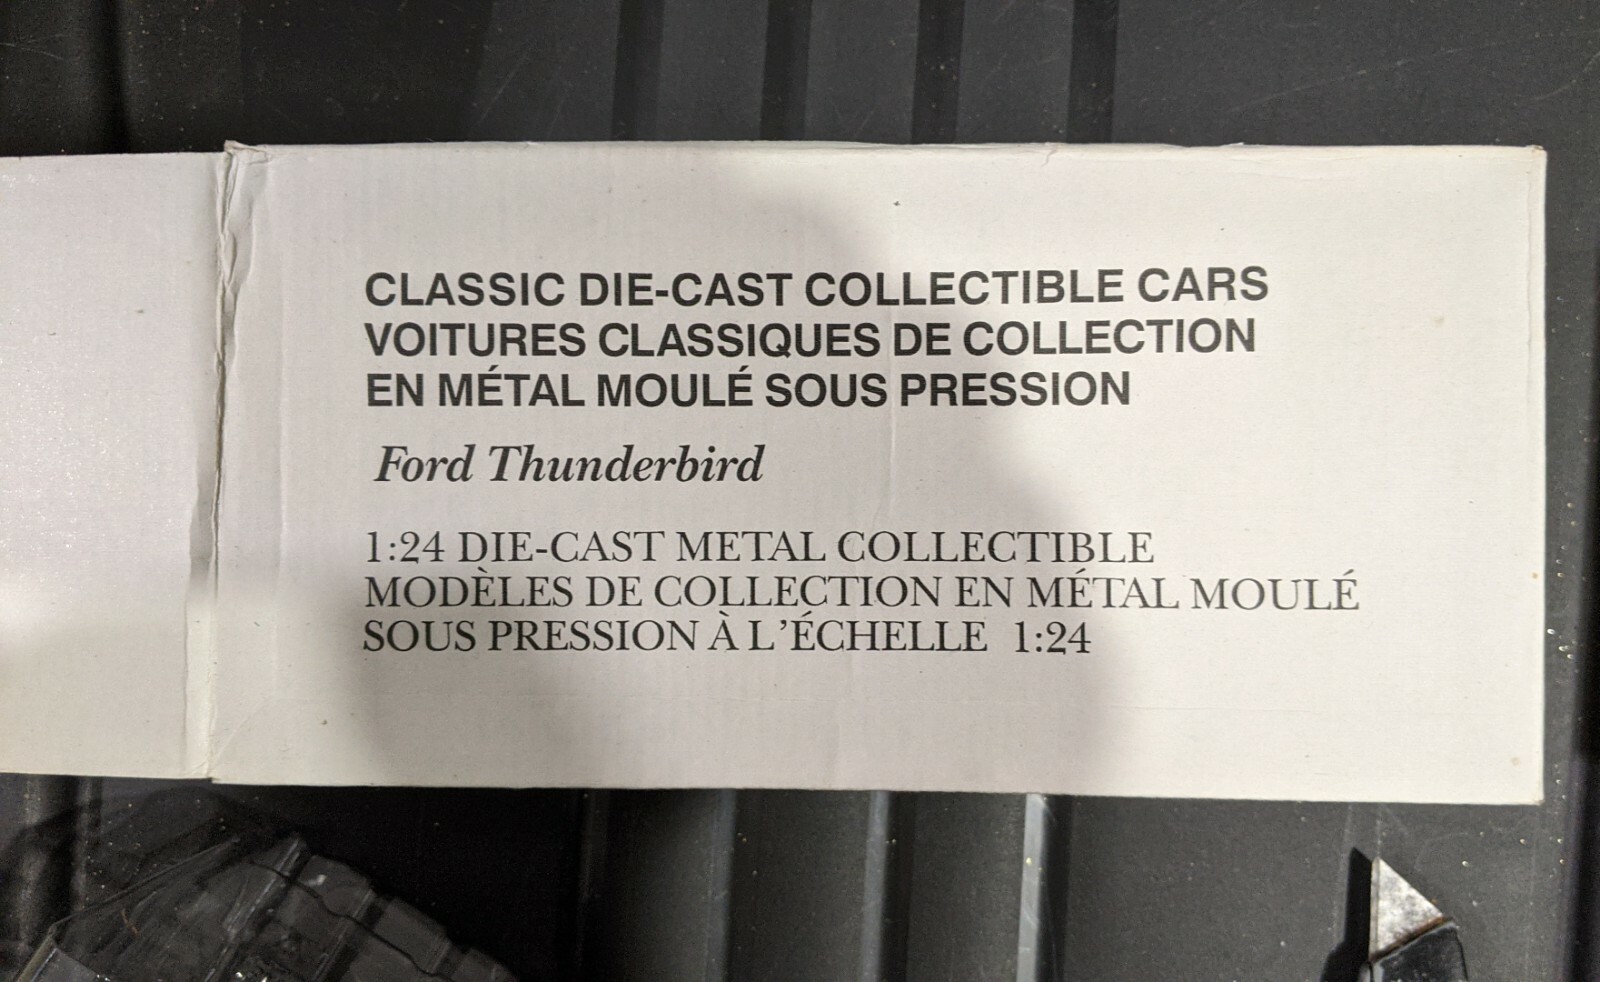 CLASSIC DIE-CAST COLLECTIBLE CARS
VOITURES CLASSIQUES DE COLLECTION
EN MÉTAL MOULÉ SOUS PRESSION
Ford Thunderbird
1:24 DIE-CAST METAL COLLECTIBLE
MODÈLES DE COLLECTION EN MÉTAL MOULÉ
SOUS PRESSION À L'ÉCHELLE 1:24